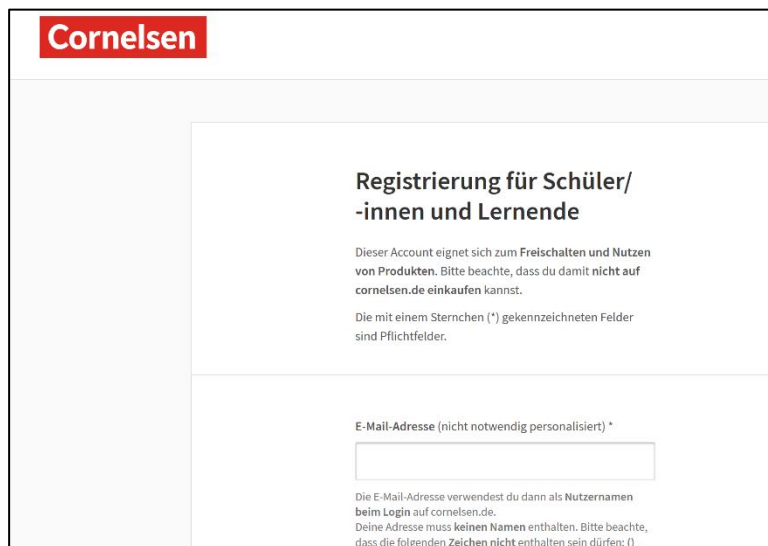 Cornelsen
Registrierung für Schüler/
-innen und Lernende
Dieser Account eignet sich zum Freischalten und Nutzen
von Produkten. Bitte beachte, dass du damit nicht auf
cornelsen.de einkaufen kannst.
Die mit einem Sternchen (*) gekennzeichneten Felder
sind Pflichtfelder.
E-Mail-Adresse (nicht notwendig personalisiert) *
Die E-Mail-Adresse verwendest du dann als Nutzernamen
beim Login auf cornelsen.de.
Deine Adresse muss keinen Namen enthalten. Bitte beachte,
dass die folgenden Zeichen nicht enthalten sein dürfen: ()